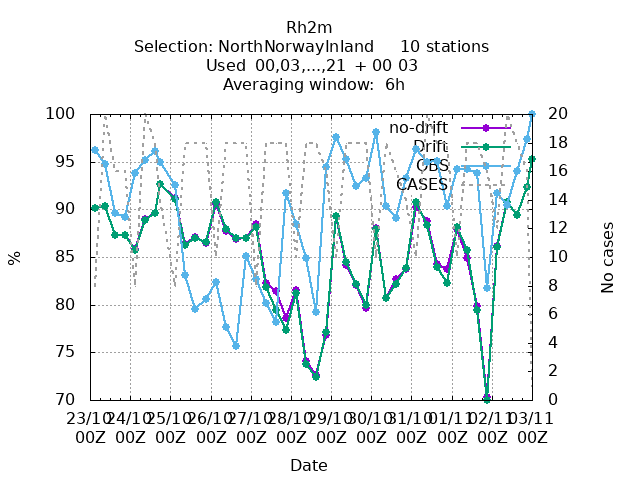 Rh2m
Selection: NorthNorwayInland     10 stations
Used 00,03,...,21 + 00 03
Averaging window: 6h
100
95
90
85
80
75
70
%
20
18
16
14
12
10
8
6
4
2
0
No cases
no-drift
Drift
OBS
CASES
23/10 24/10 25/10 26/10 27/10 28/10 29/10 30/10 31/10 01/11 02/11 03/11
00Z 00Z 00Z 00Z 00Z 00Z 00Z 00Z 00Z 00Z 00Z 00Z
Date